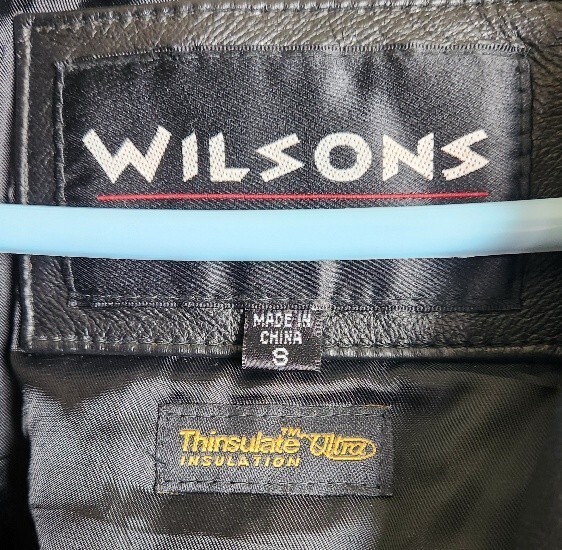 WILSONS
MADE IN
CHINA
S
Thinsulate™ Ultra
INSULATION